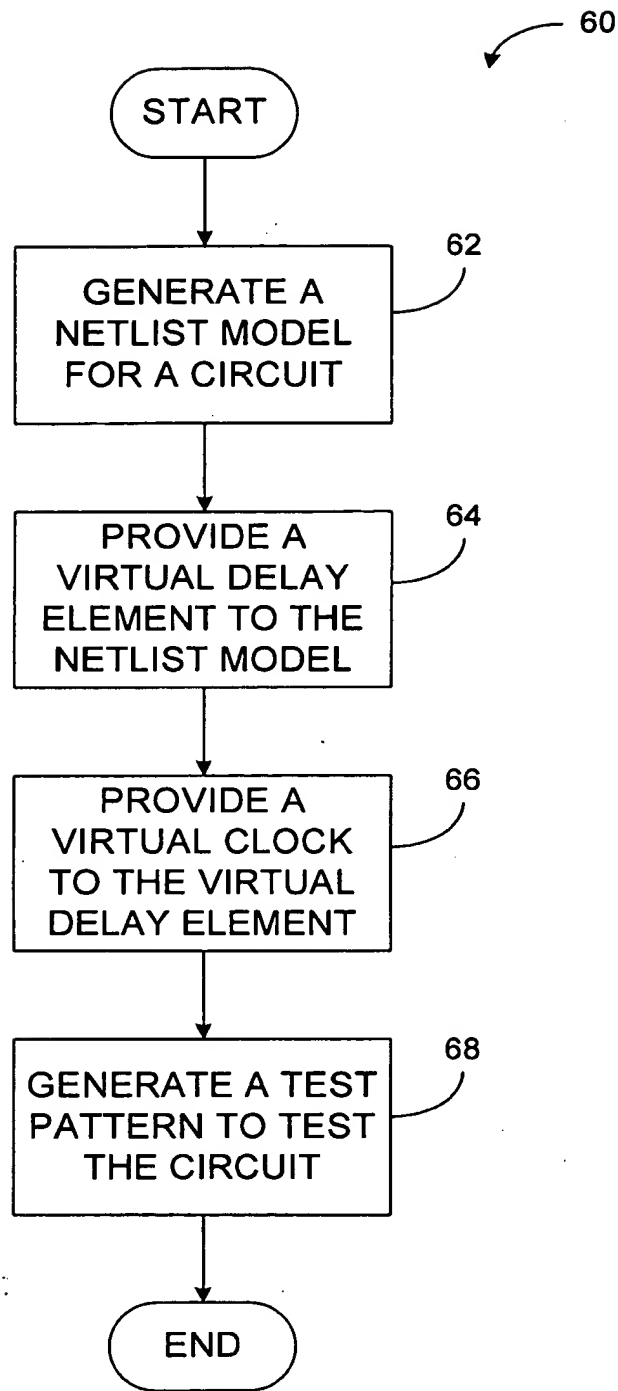 60
START
62
GENERATE A
NETLIST MODEL
FOR A CIRCUIT
64
PROVIDE A
VIRTUAL DELAY
ELEMENT TO THE
NETLIST MODEL
66
PROVIDE A
VIRTUAL CLOCK
TO THE VIRTUAL
DELAY ELEMENT
68
GENERATE A TEST
PATTERN TO TEST
THE CIRCUIT
END